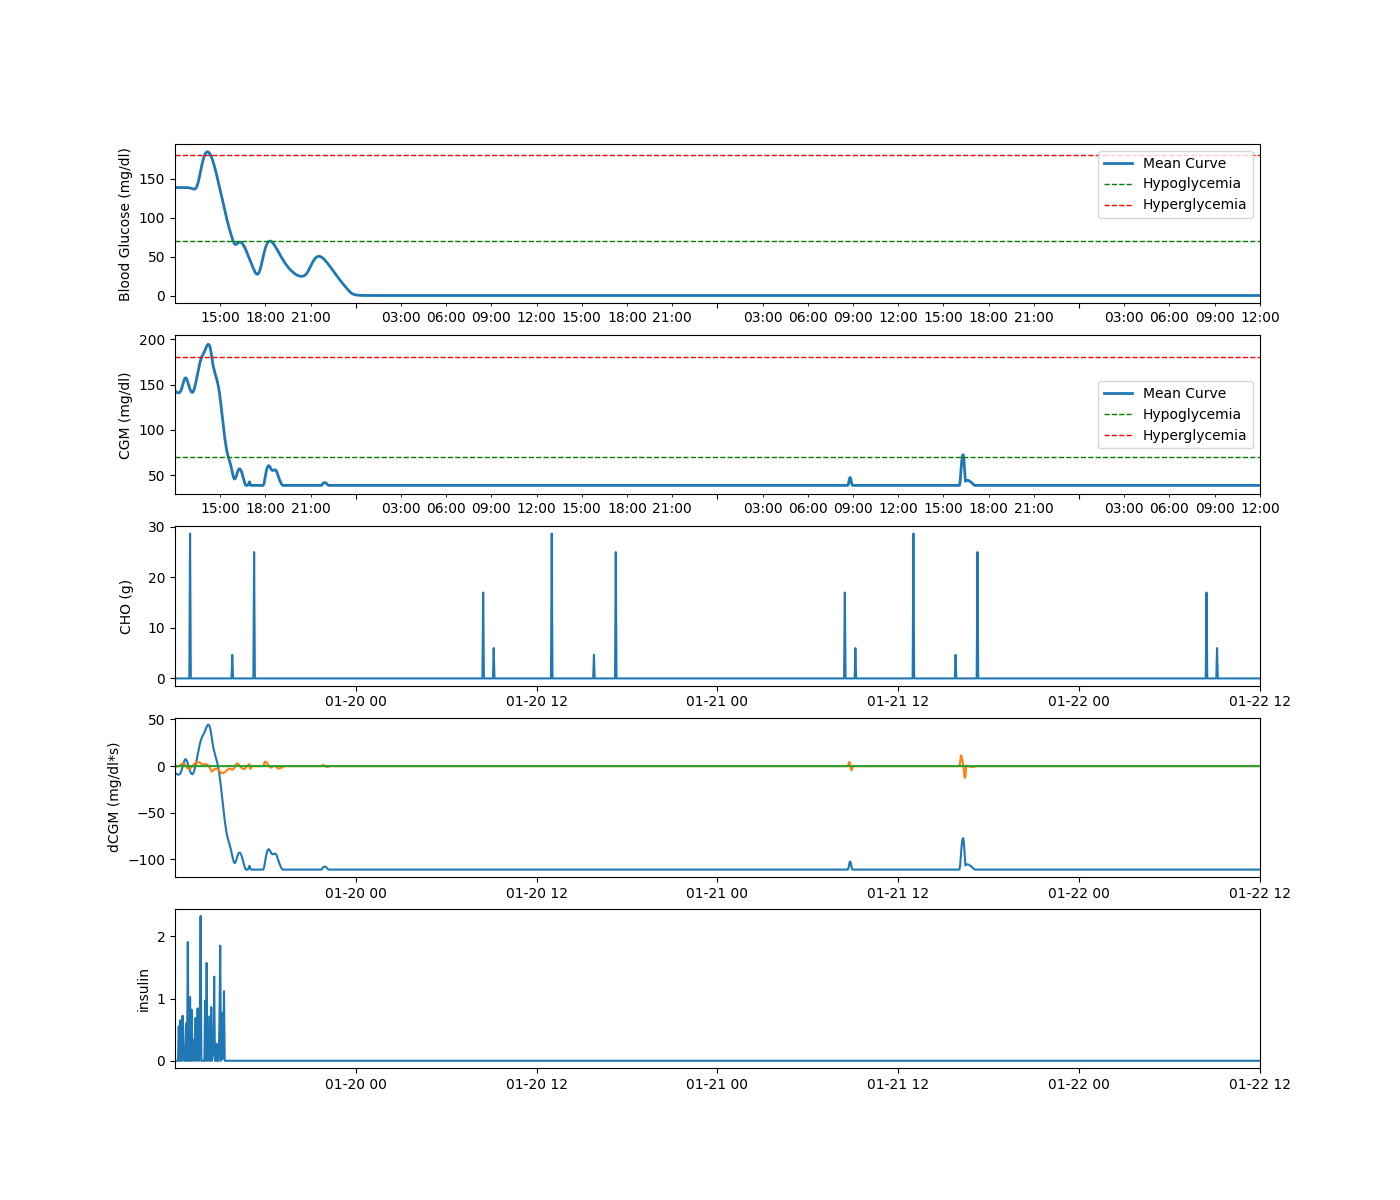 Blood Glucose (mg/dl)
150
100
50
0
Mean Curve
Hypoglycemia
Hyperglycemia
15:00 18:00 21:00 03:00 06:00 09:00 12:00 15:00 18:00 21:00 03:00 06:00 09:00 12:00 15:00 18:00 21:00 03:00 06:00 09:00 12:00
CGM (mg/dl)
200
150
100
50
Mean Curve
Hypoglycemia
Hyperglycemia
15:00 18:00 21:00 03:00 06:00 09:00 12:00 15:00 18:00 21:00 03:00 06:00 09:00 12:00 15:00 18:00 21:00 03:00 06:00 09:00 12:00
CHO (g)
30
20
10
0
01-20 00 01-20 12 01-21 00 01-21 12 01-22 00 01-22 12
dCGM (mg/dl*s)
50
0
−50
−100
01-20 00 01-20 12 01-21 00 01-21 12 01-22 00 01-22 12
insulin
2
1
0
01-20 00 01-20 12 01-21 00 01-21 12 01-22 00 01-22 12